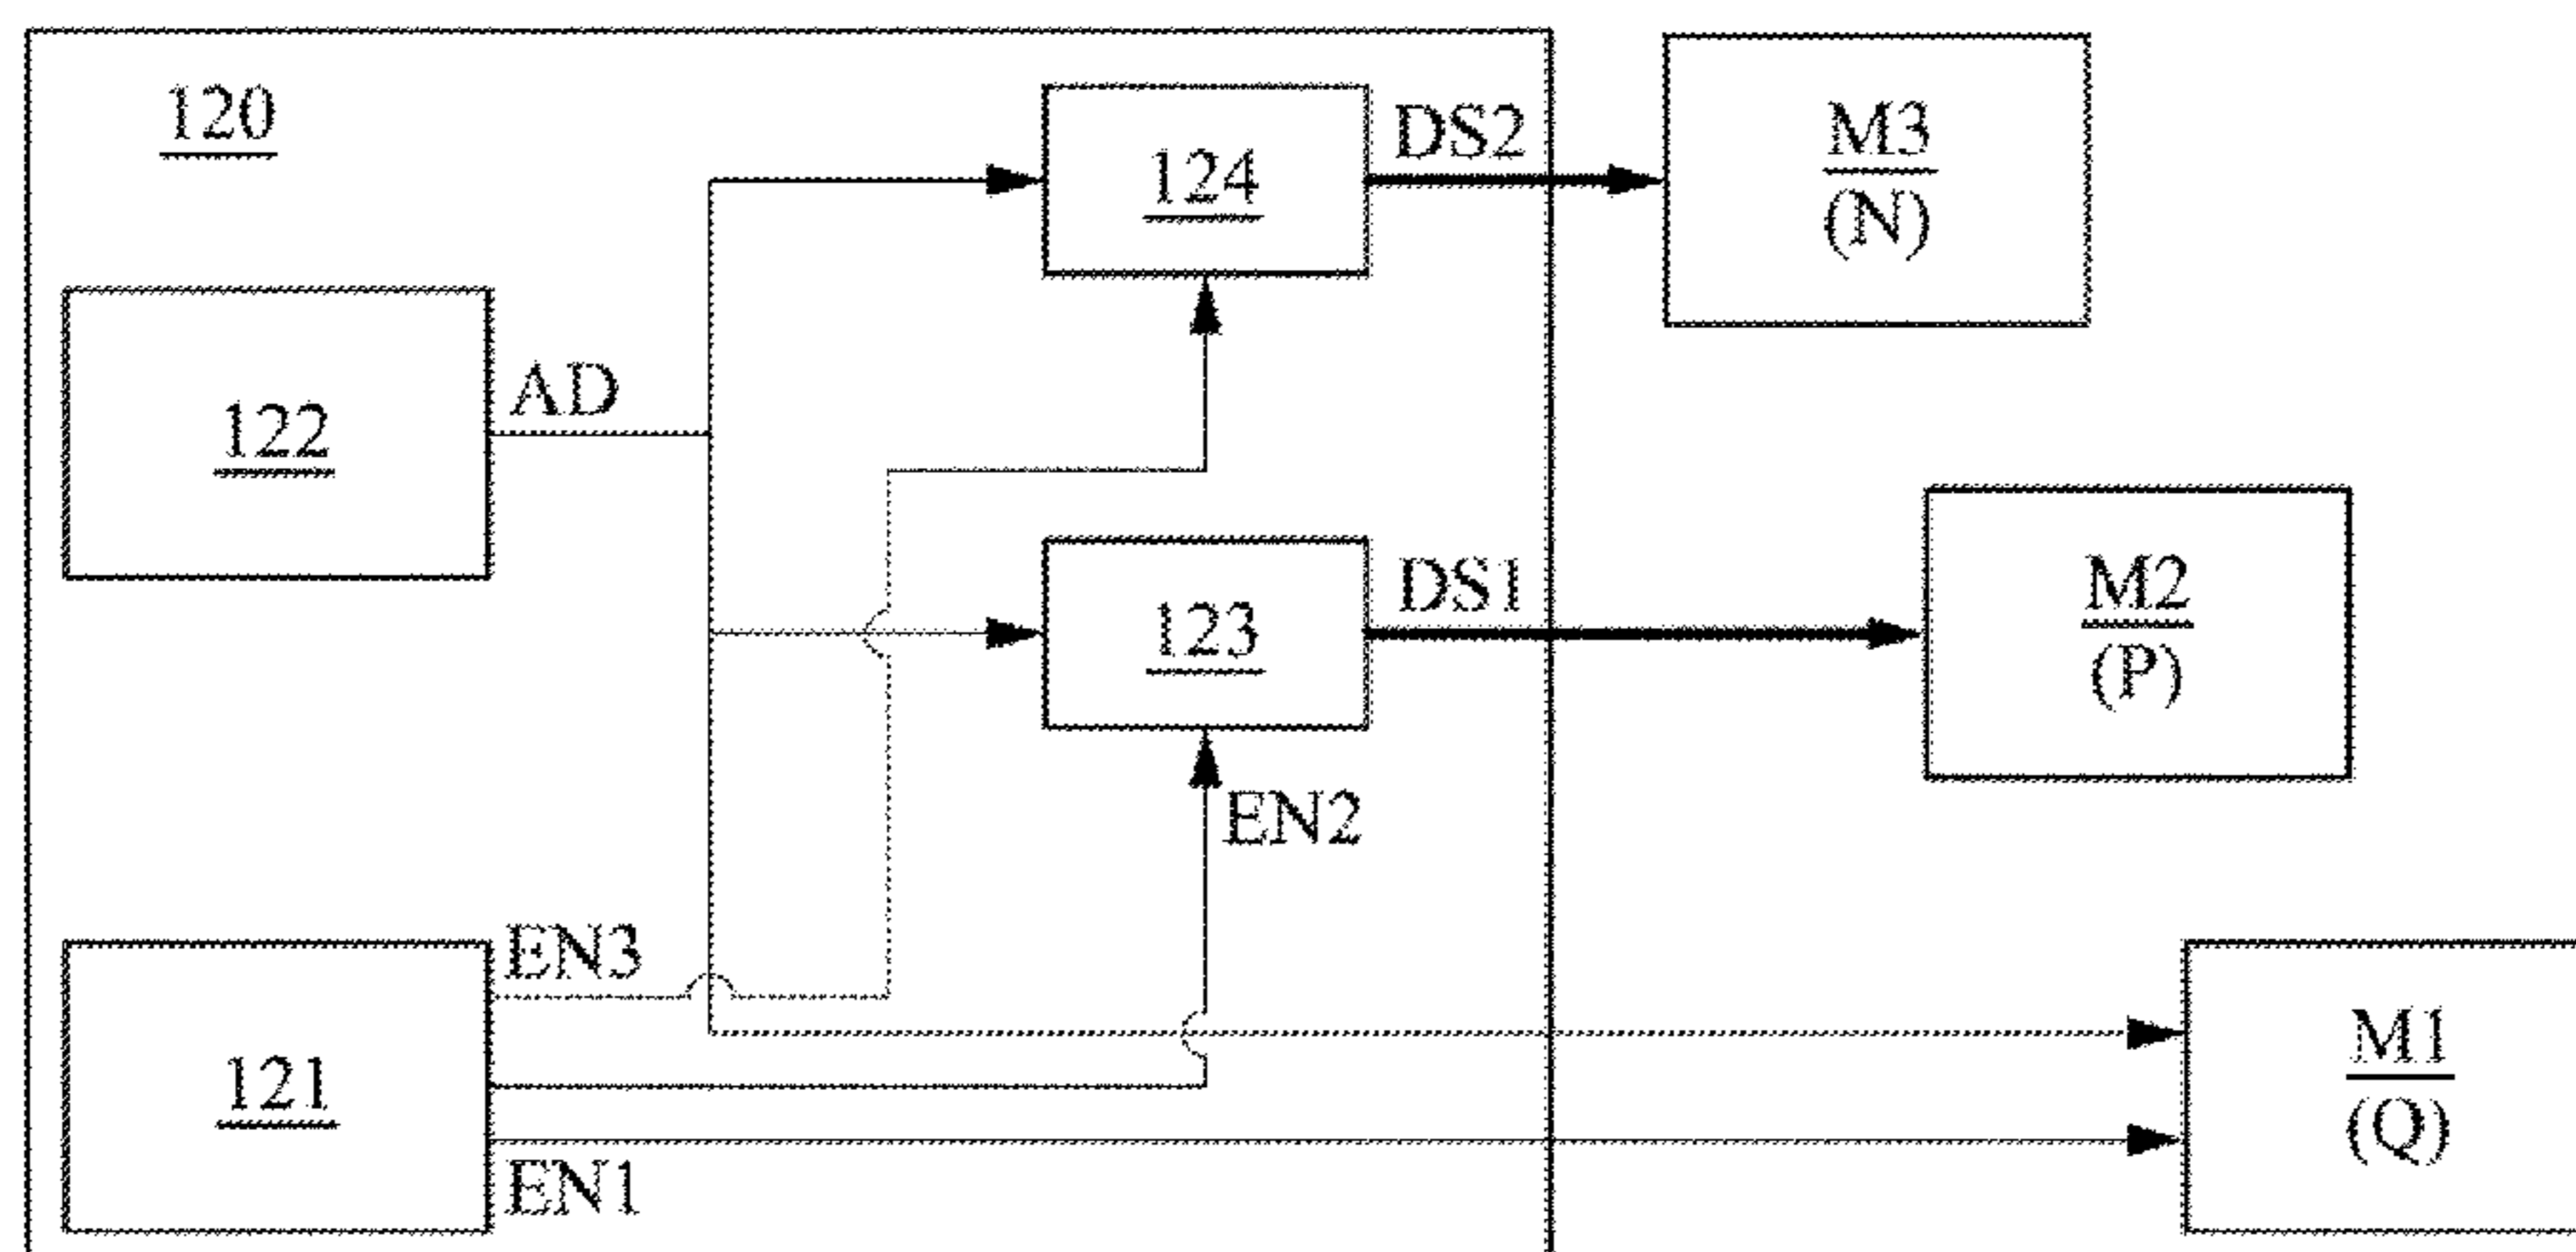 120
124
DS2
M3
(N)
122
AD
123
DS1
M2
(P)
EN2
121
EN3
EN1
M1
(Q)